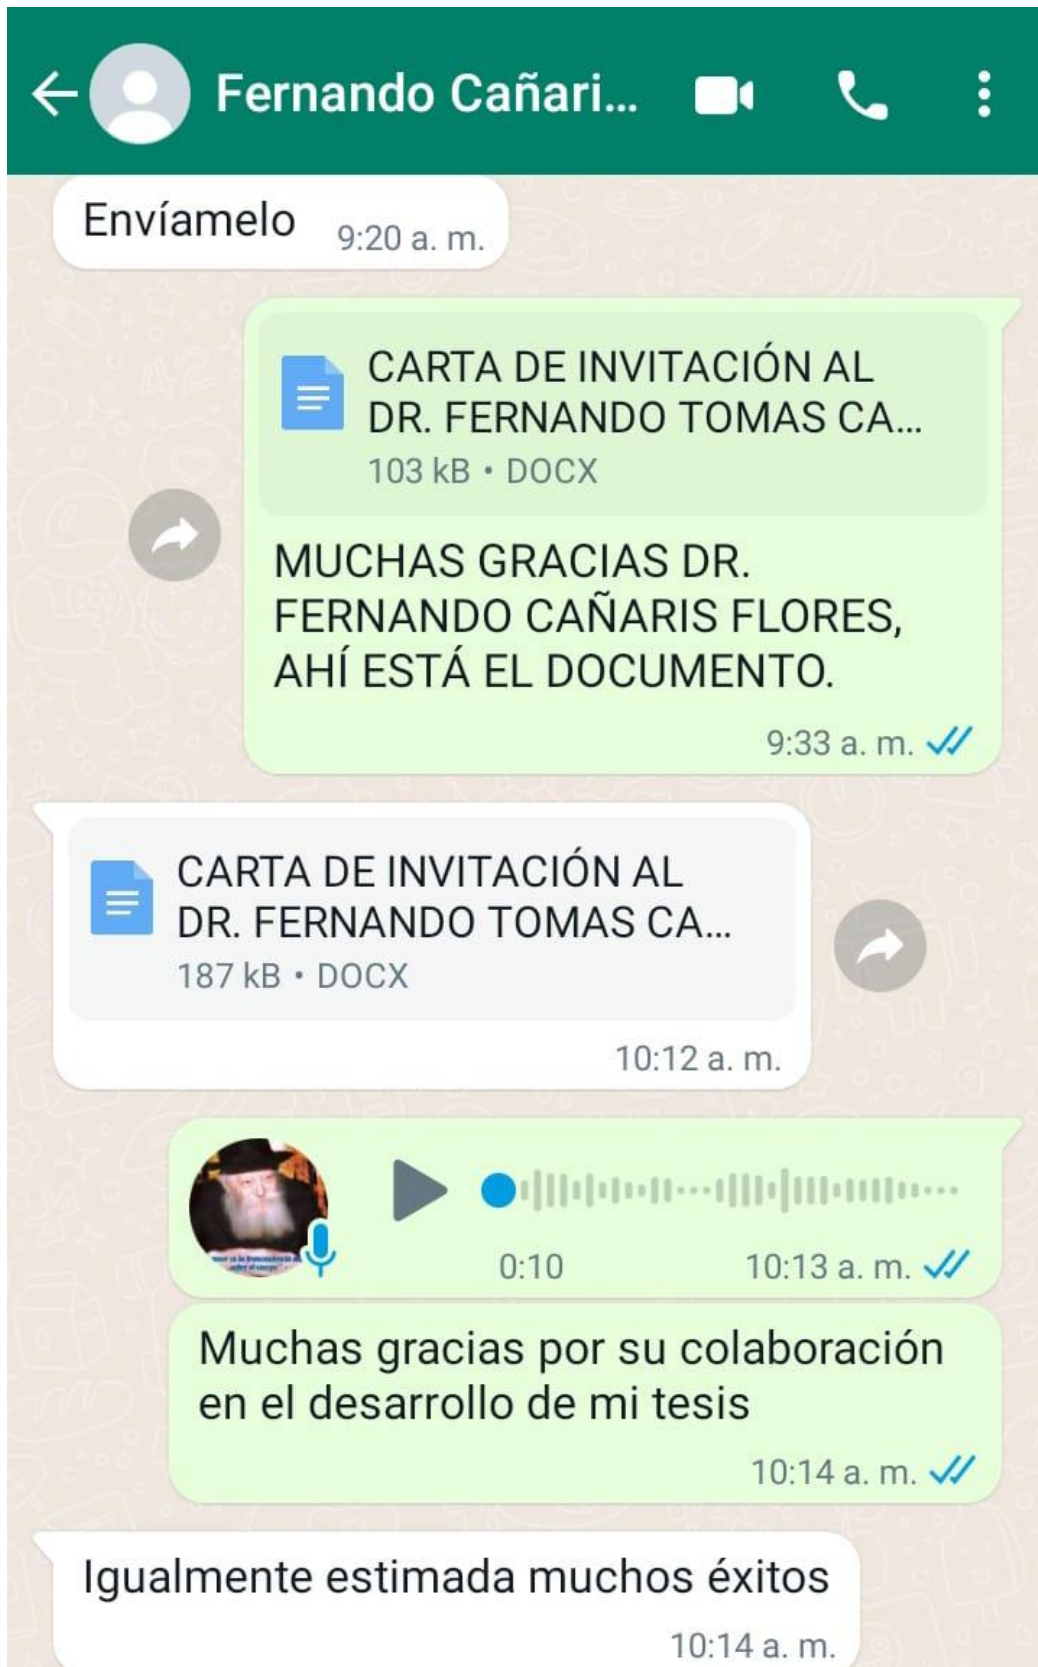 Fernando Cañari...
Envíamelo
9:20 a. m.
CARTA DE INVITACIÓN AL
DR. FERNANDO TOMAS CA...
103 kB • DOCX
MUCHAS GRACIAS DR.
FERNANDO CAÑARIS FLORES,
AHÍ ESTÁ EL DOCUMENTO.
9:33 a. m.
CARTA DE INVITACIÓN AL
DR. FERNANDO TOMAS CA...
187 kB • DOCX
10:12 a. m.
0:10
10:13 a. m.
Muchas gracias por su colaboración
en el desarrollo de mi tesis
10:14 a. m.
Igualmente estimada muchos éxitos
10:14 a. m.